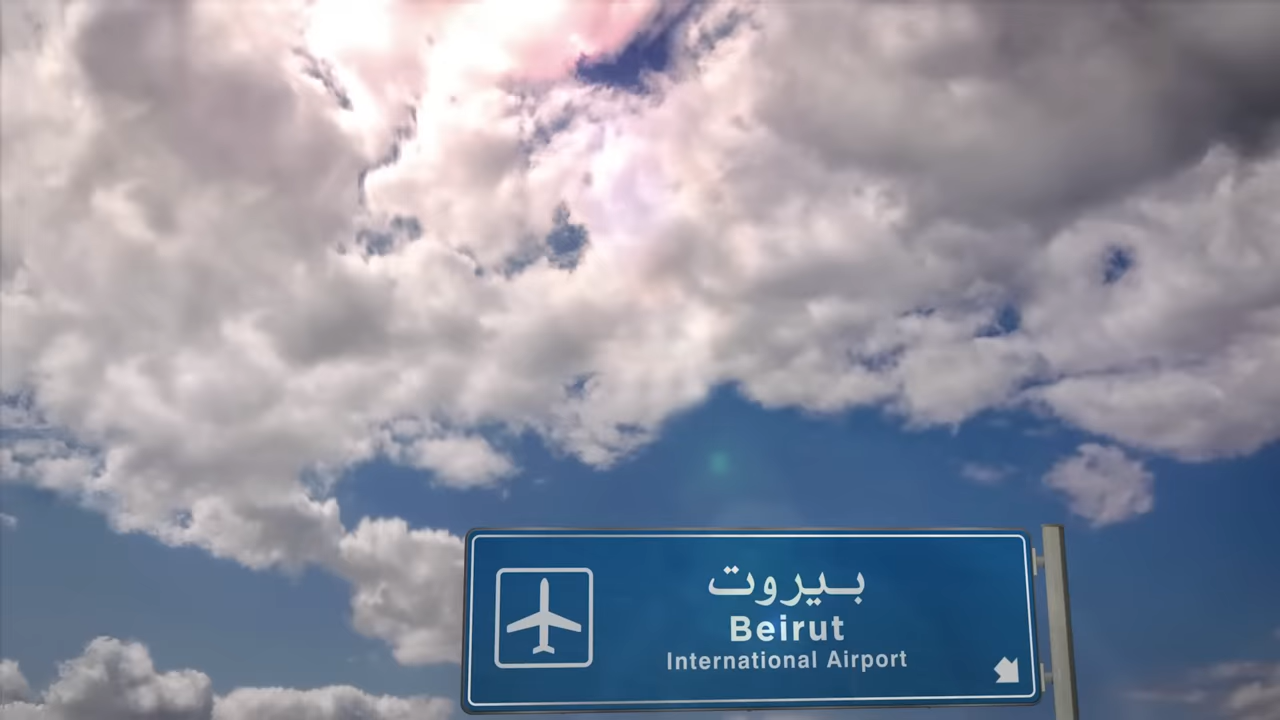 بيروت
Beirut
International Airport